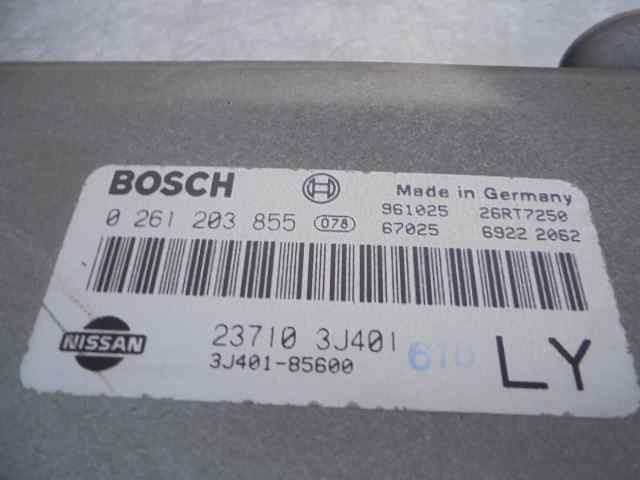 BOSCH Made in Germany
0 261 203 855 078 961025 26RT7250
67025 6922 2062
NISSAN 23710 3J401 LY
3J401-85600